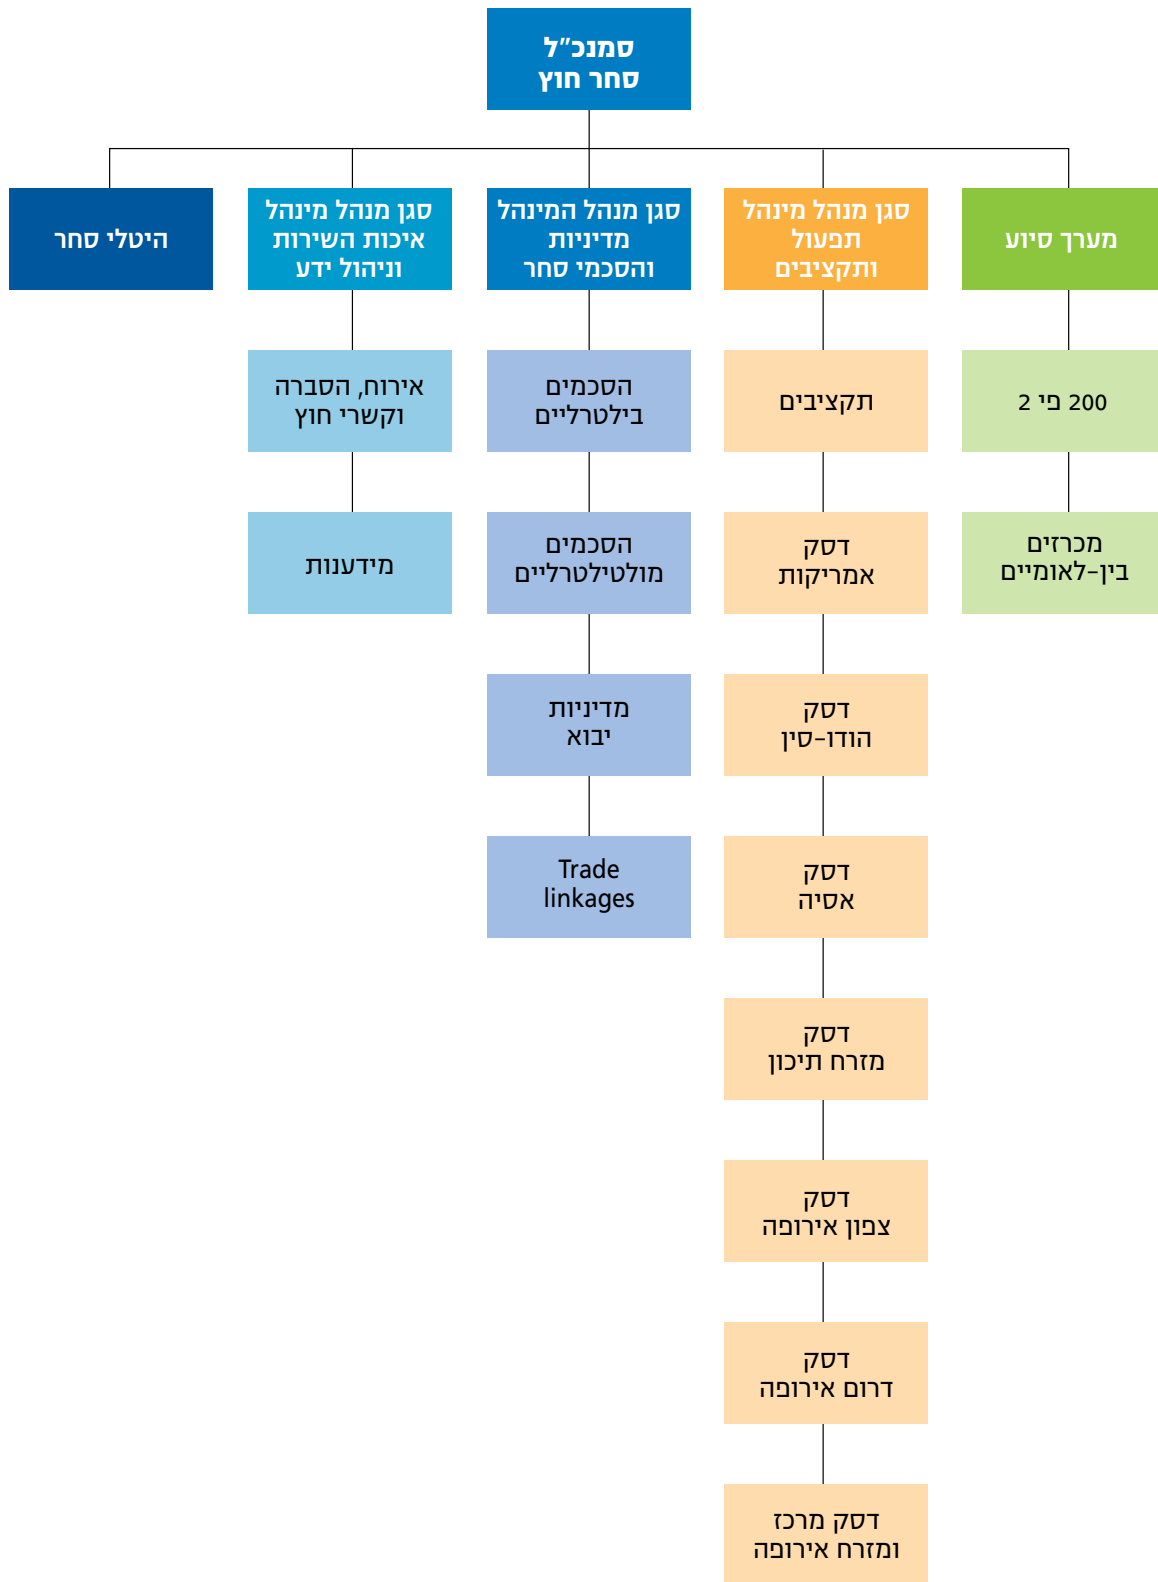 סמנכ"ל
סחר חוץ
מערך סיוע
200 פי 2
מכרזים
בין-לאומיים
סגן מנהל מינהל
תפעול
ותקציבים
תקציבים
דסק
אמריקות
דסק
הודו-סין
דסק
אסיה
דסק
מזרח תיכון
דסק
צפון אירופה
דסק
דרום אירופה
דסק מרכז
ומזרח אירופה
סגן מנהל המינהל
מדיניות
והסכמי סחר
הסכמים
בילטרליים
הסכמים
מולטילטרליים
מדיניות
יבוא
Trade
linkages
סגן מנהל מינהל
איכות השירות
וניהול ידע
אירוח, הסברה
וקשרי חוץ
מידענות
היטלי סחר